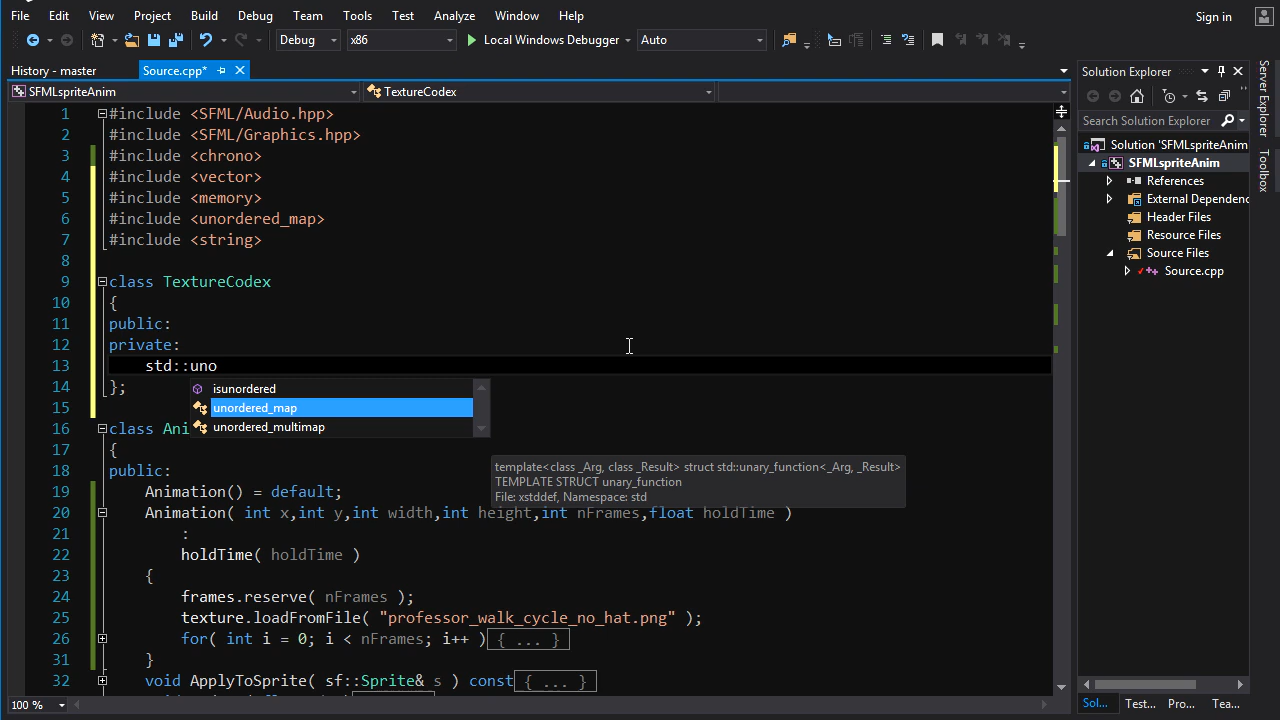 File Edit View Project Build Debug Team Tools Test Analyze Window Help
Sign in
Debug x86 Local Windows Debugger Auto
History - master Source.cpp*
SFMLspriteAnim TextureCodex
1 #include <SFML/Audio.hpp>
2 #include <SFML/Graphics.hpp>
3 #include <chrono>
4 #include <vector>
5 #include <memory>
6 #include <unordered_map>
7 #include <string>
8
9 class TextureCodex
10 {
11 public:
12 private:
13 std::uno
14 };
isunordered
unordered_map
unordered_multimap
15
16 class Ani
17 {
18 public:
template<class _Arg, class _Result> struct std::unary_function<_Arg, _Result>
TEMPLATE STRUCT unary_function
File: xstddef, Namespace: std
19 Animation() = default;
20 Animation( int x,int y,int width,int height,int nFrames,float holdTime )
21 :
22 holdTime( holdTime )
23 {
24 frames.reserve( nFrames );
25 texture.loadFromFile( "professor_walk_cycle_no_hat.png" );
26 for( int i = 0; i < nFrames; i++ ){ ... }
31 }
32 void ApplyToSprite( sf::Sprite& s ) const{ ... }
100 %
Solution Explorer
Search Solution Explorer
Solution 'SFMLspriteAnim
SFMLspriteAnim
References
External Dependenc
Header Files
Resource Files
Source Files
Source.cpp
Sol... Test... Pro... Tea...
Server Explorer
Toolbox